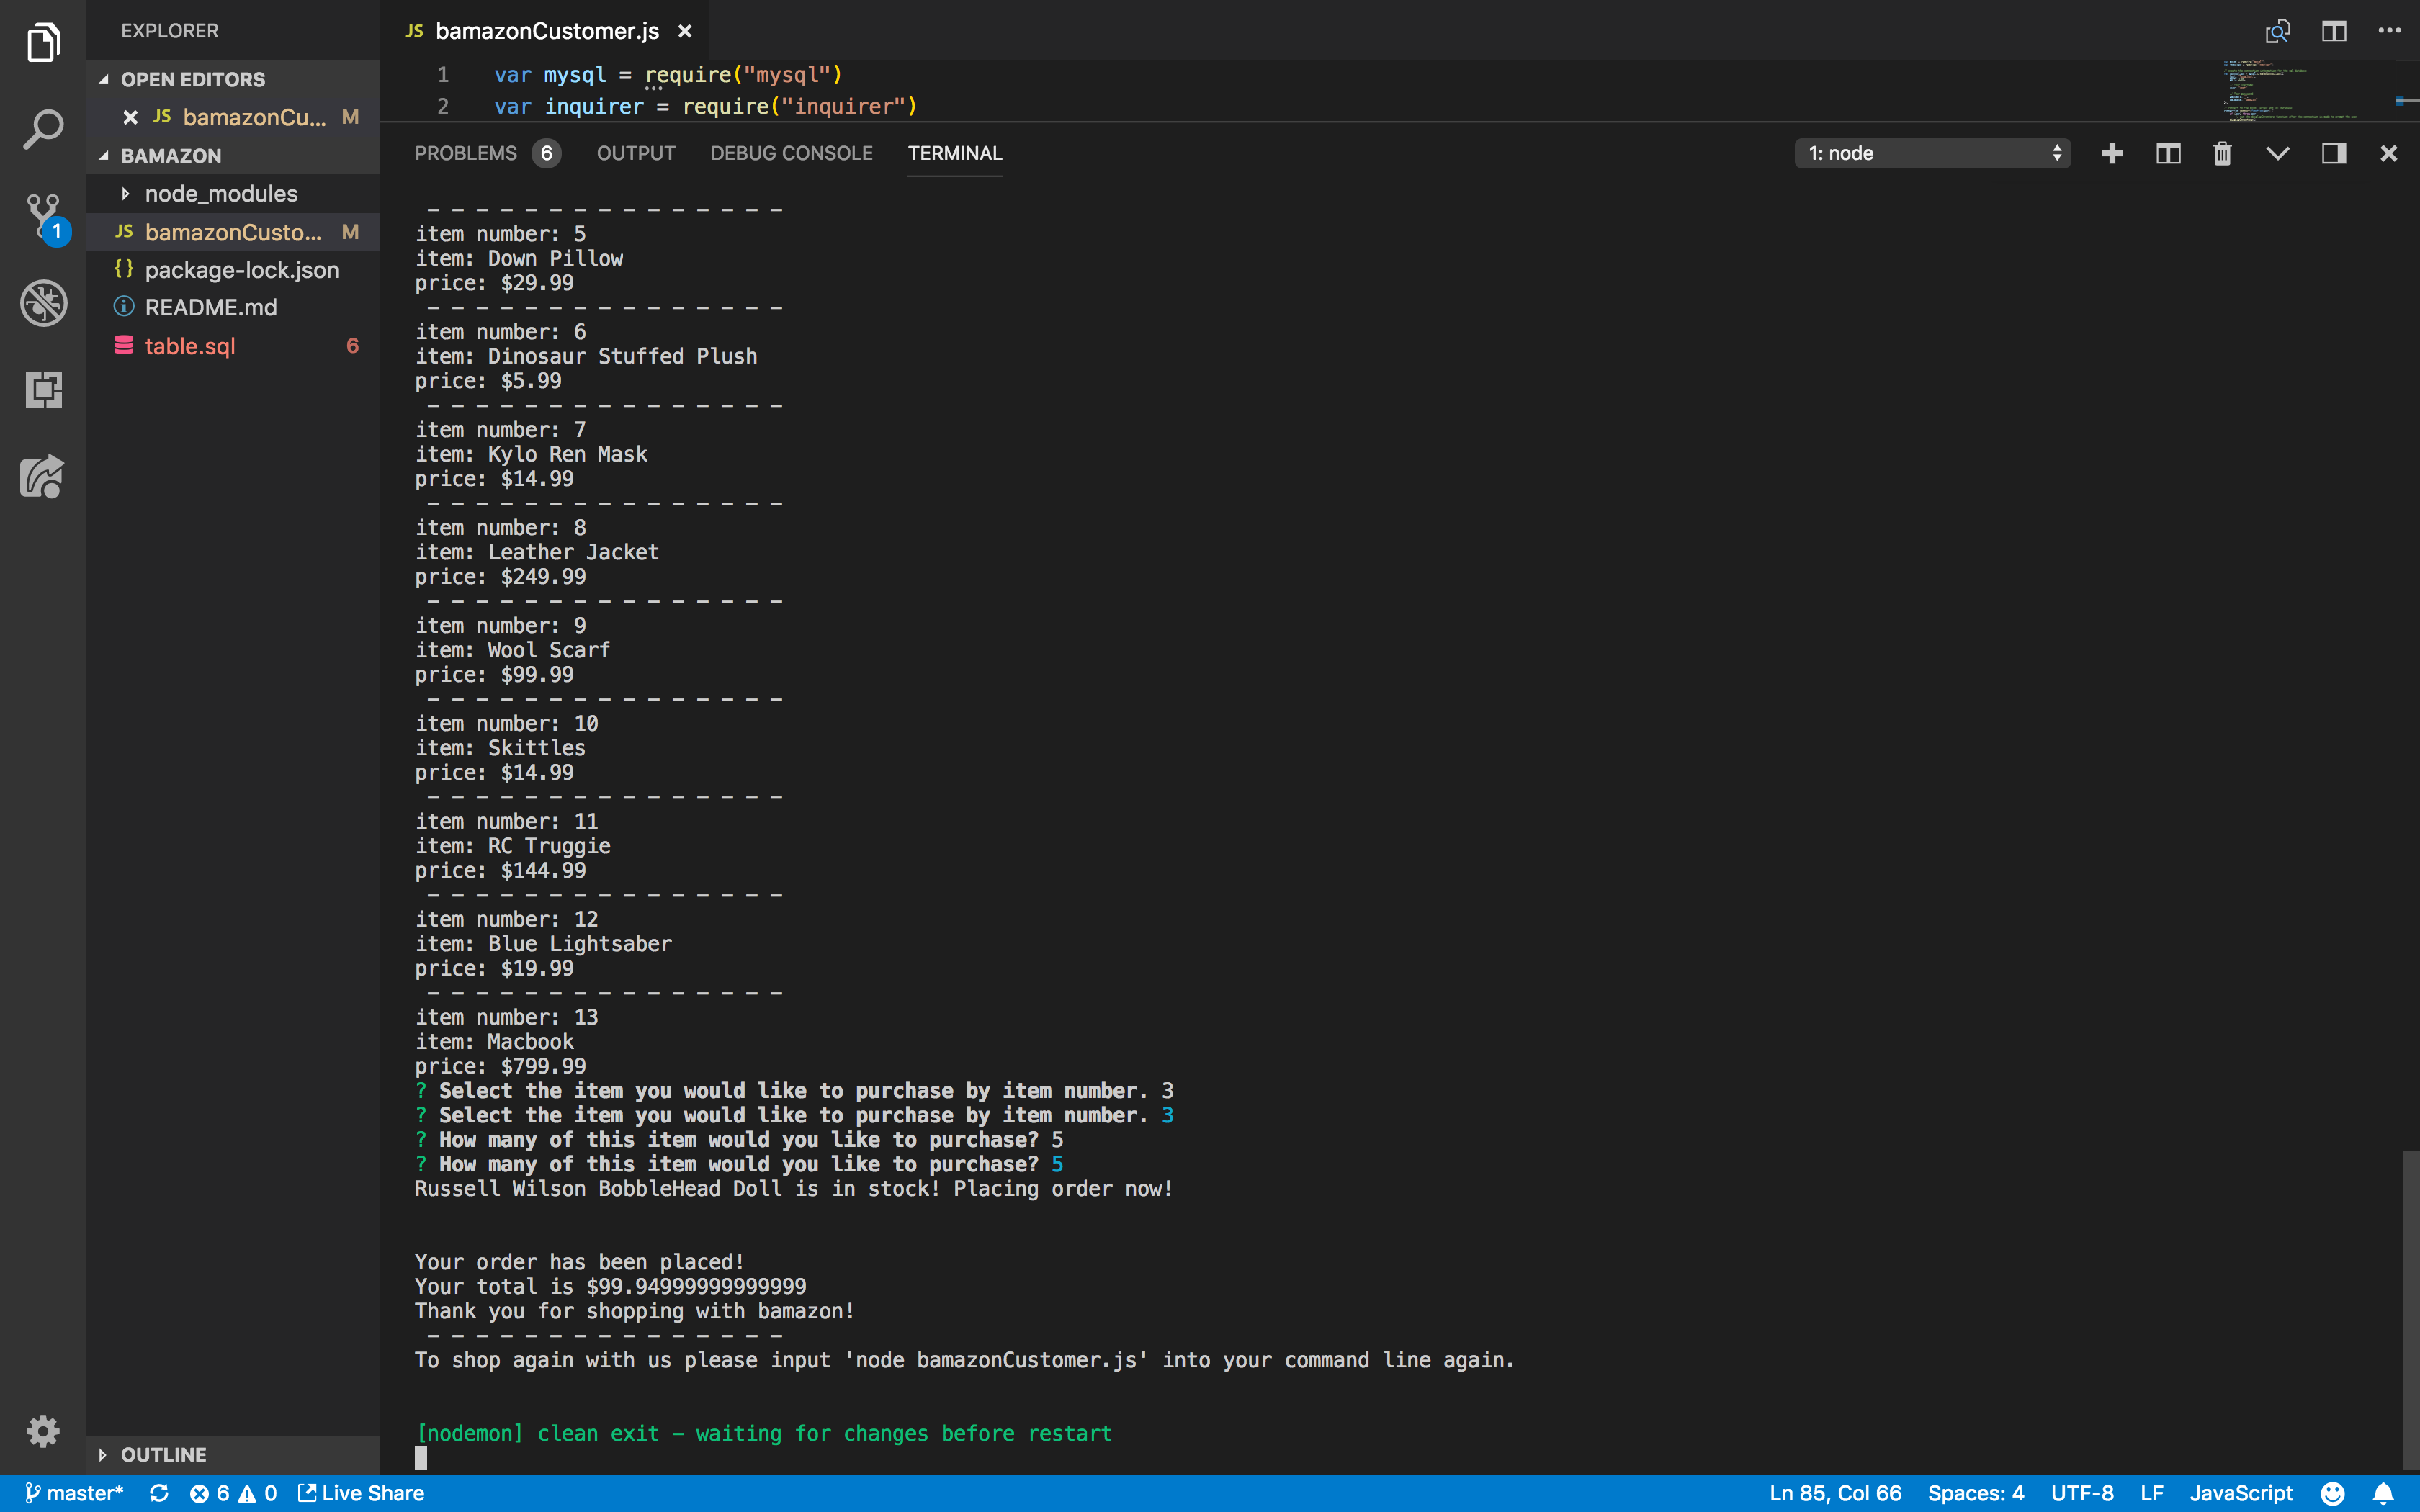 EXPLORER
OPEN EDITORS
JS bamazonCu... M
BAMAZON
node_modules
JS bamazonCusto... M
{} package-lock.json
README.md
table.sql 6
OUTLINE
1
JS bamazonCustomer.js
1 var mysql = require("mysql")
2 var inquirer = require("inquirer")
PROBLEMS 6 OUTPUT DEBUG CONSOLE TERMINAL 1: node
- - - - - - - - - - - - - - -
item number: 5
item: Down Pillow
price: $29.99
- - - - - - - - - - - - - - -
item number: 6
item: Dinosaur Stuffed Plush
price: $5.99
- - - - - - - - - - - - - - -
item number: 7
item: Kylo Ren Mask
price: $14.99
- - - - - - - - - - - - - - -
item number: 8
item: Leather Jacket
price: $249.99
- - - - - - - - - - - - - - -
item number: 9
item: Wool Scarf
price: $99.99
- - - - - - - - - - - - - - -
item number: 10
item: Skittles
price: $14.99
- - - - - - - - - - - - - - -
item number: 11
item: RC Truggie
price: $144.99
- - - - - - - - - - - - - - -
item number: 12
item: Blue Lightsaber
price: $19.99
- - - - - - - - - - - - - - -
item number: 13
item: Macbook
price: $799.99
? Select the item you would like to purchase by item number. 3
? Select the item you would like to purchase by item number. 3
? How many of this item would you like to purchase? 5
? How many of this item would you like to purchase? 5
Russell Wilson BobbleHead Doll is in stock! Placing order now!
Your order has been placed!
Your total is $99.94999999999999
Thank you for shopping with bamazon!
- - - - - - - - - - - - - - -
To shop again with us please input 'node bamazonCustomer.js' into your command line again.
[nodemon] clean exit - waiting for changes before restart
master* 6 0 Live Share Ln 85, Col 66 Spaces: 4 UTF-8 LF JavaScript